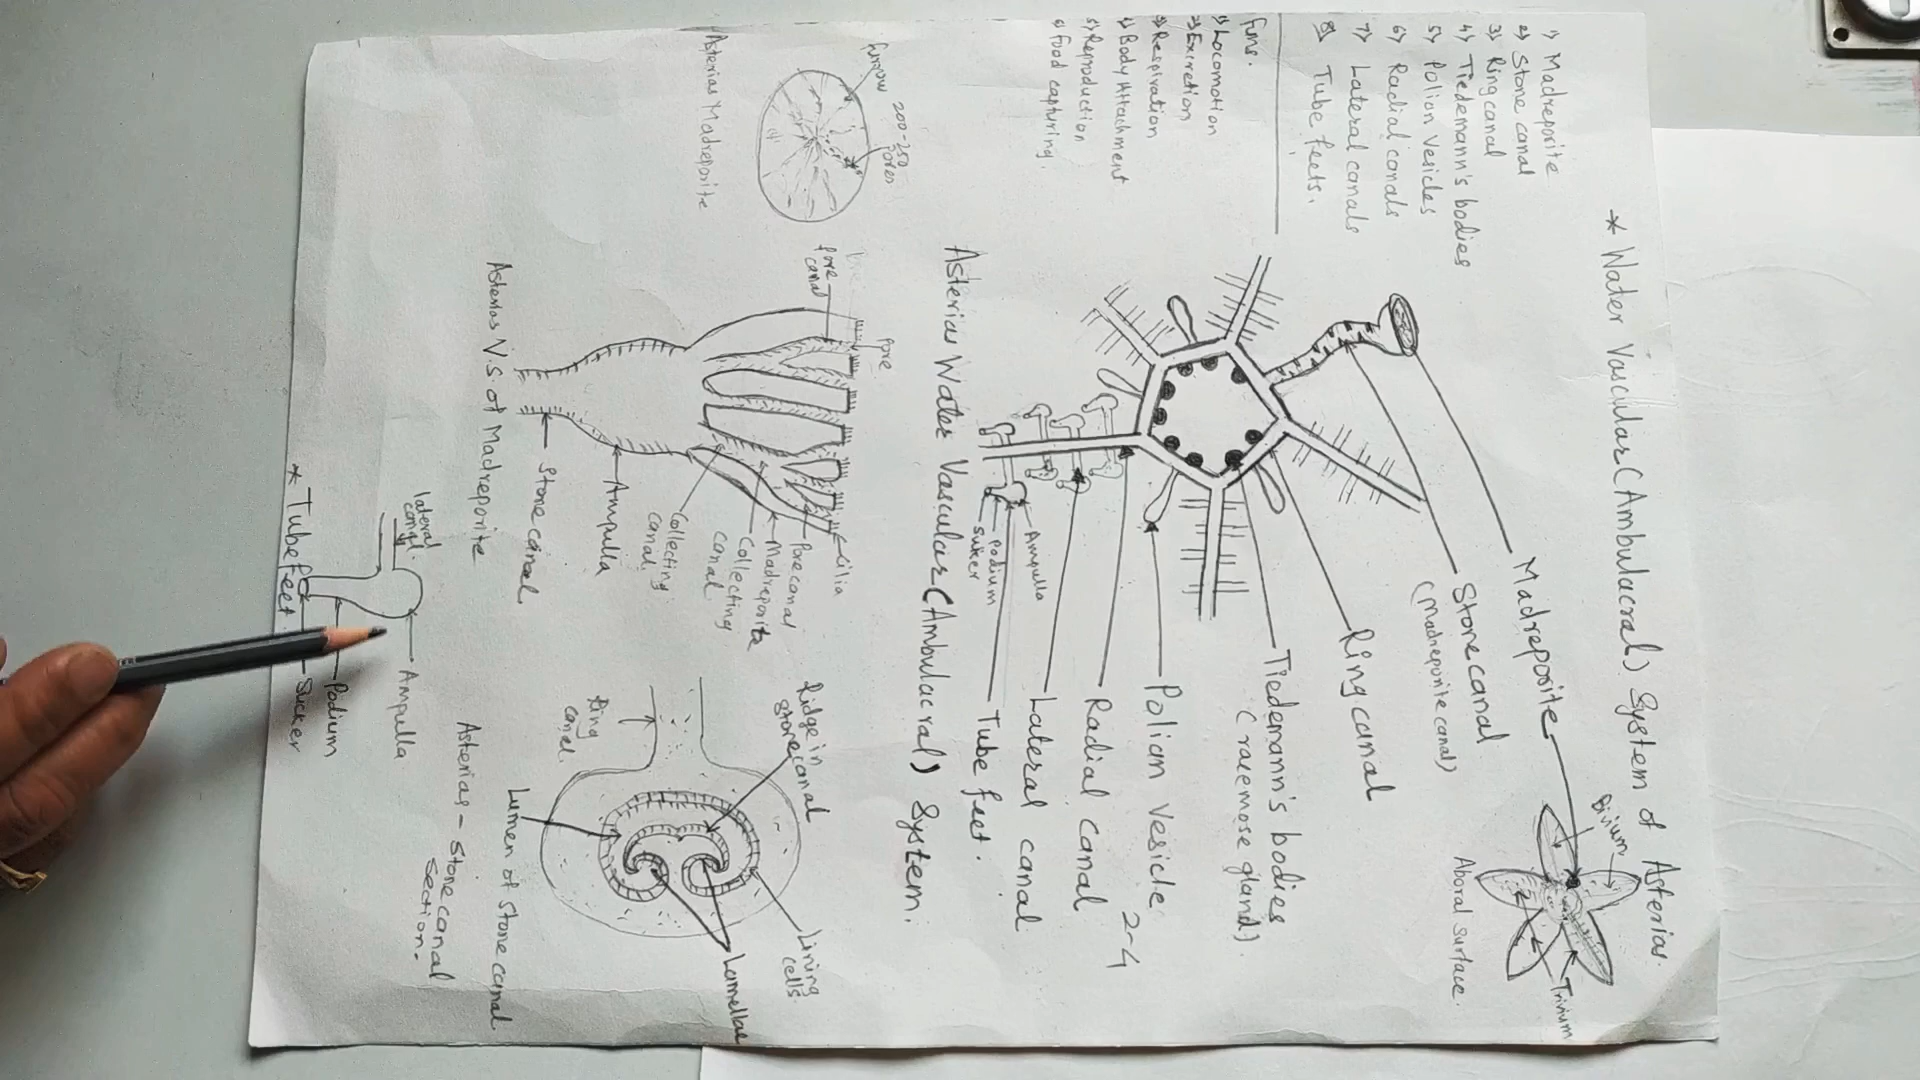 * Water Vascular (Ambulacral) System of Asterias.
1) Madreporite
2) Stone canal
3) Ring canal
4) Tiedemann's bodies
5) Polian Vesicles
6) Radial canals
7) Lateral canals
8) Tube feets.
Funs.
1) Locomotion
2) Excretion
3) Respiration
4) Body Attachment
5) Reproduction
6) Food capturing
Madreporite
Stone canal
(Madreporite canal)
Ring canal
Tiedemann's bodies
(racemose gland).
Polian Vesicle
2-4
Radial canal
Lateral canal
Tube feet.
Ampulla
Podium
Suker
Bivium
Trivium
Aboral surface.
Asterias Water Vascular (Ambulacral) System.
furrow
200-250
Pores
Asterias Madreporite
Pore
Pore
canal
Cilia
Pore canal
Madreporite
Collecting
canal
Collecting
canal
Ampulla
Stone canal
Asterias V.S. of Madreporite
Ridge in
stone canal
Lining
cells.
Ring
canal
Lamellae
Lumen of Stone canal
Asterias - Stone canal
Sectional
lateral
canal
Ampulla
Podium
Sucker
* Tube feet.